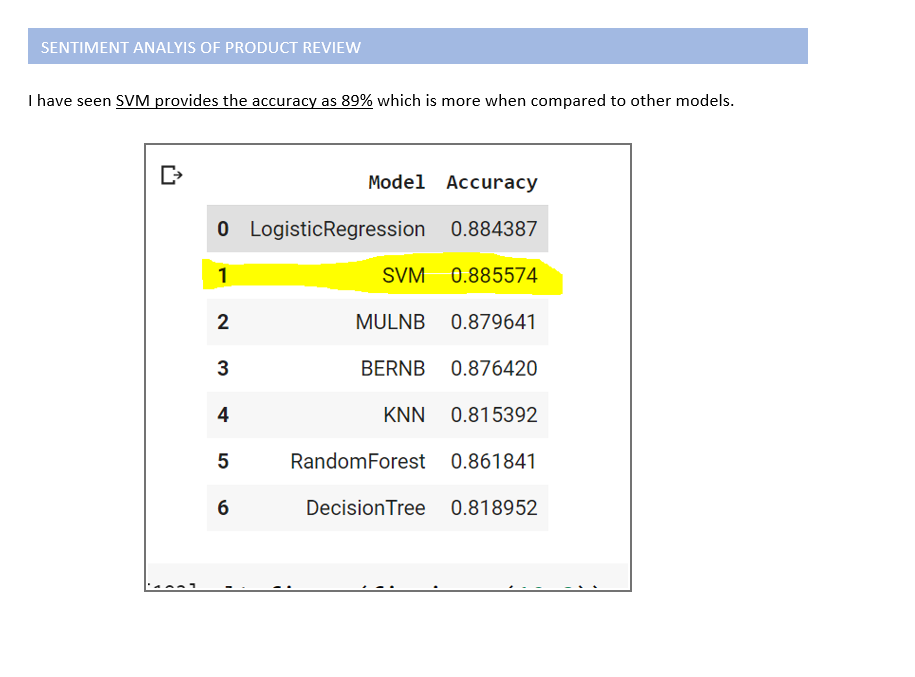 SENTIMENT ANALYIS OF PRODUCT REVIEW
I have seen SVM provides the accuracy as 89% which is more when compared to other models.
Model Accuracy
0 LogisticRegression 0.884387
1 SVM 0.885574
2 MULNB 0.879641
3 BERNB 0.876420
4 KNN 0.815392
5 RandomForest 0.861841
6 DecisionTree 0.818952